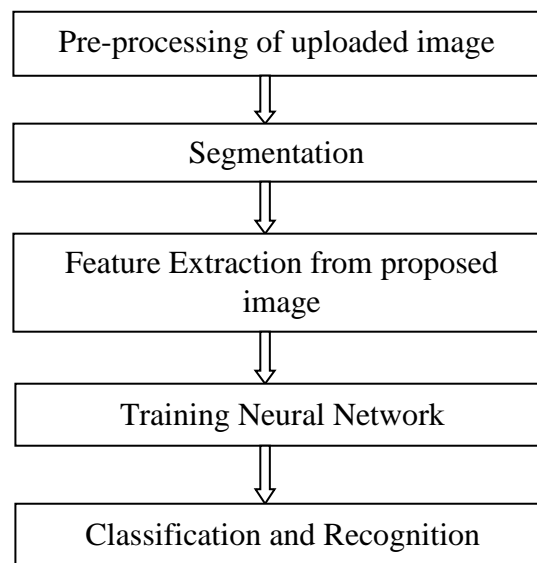 Pre-processing of uploaded image
Segmentation
Feature Extraction from proposed
image
Training Neural Network
Classification and Recognition